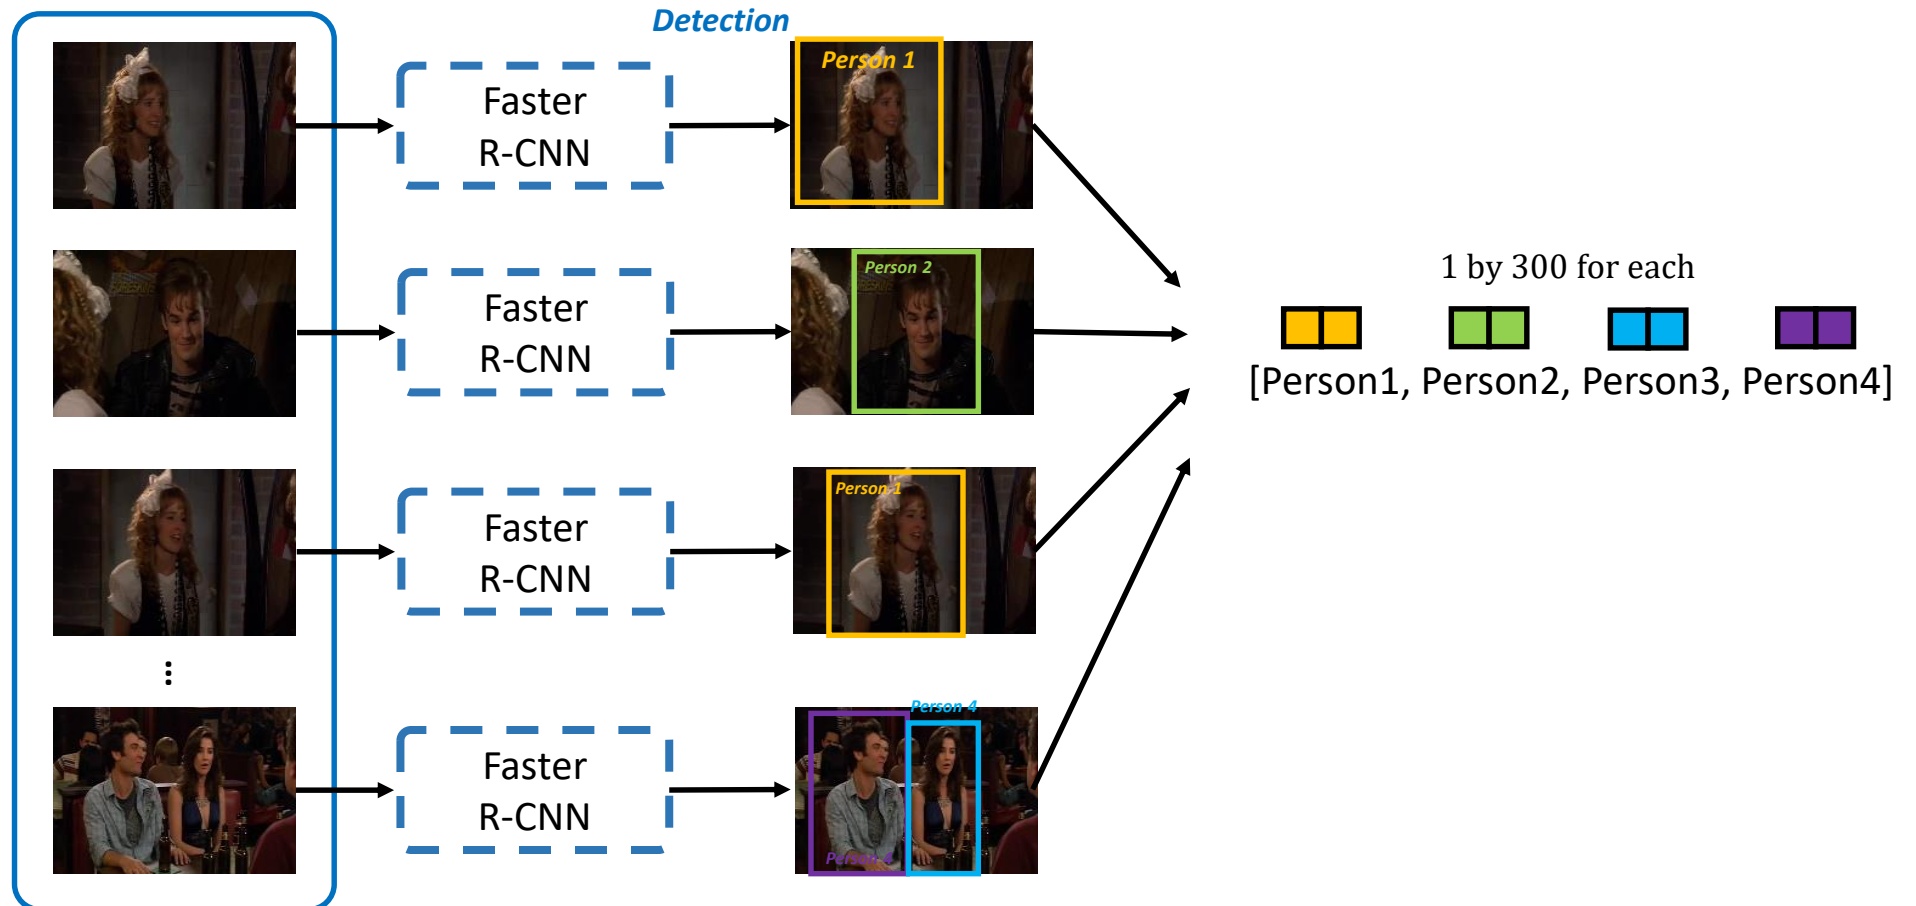 Detection
Faster
R-CNN
Person 1
Faster
R-CNN
Person 2
1 by 300 for each
[Person1, Person2, Person3, Person4]
Faster
R-CNN
Person 1
...
Faster
R-CNN
Person 4
Person 4